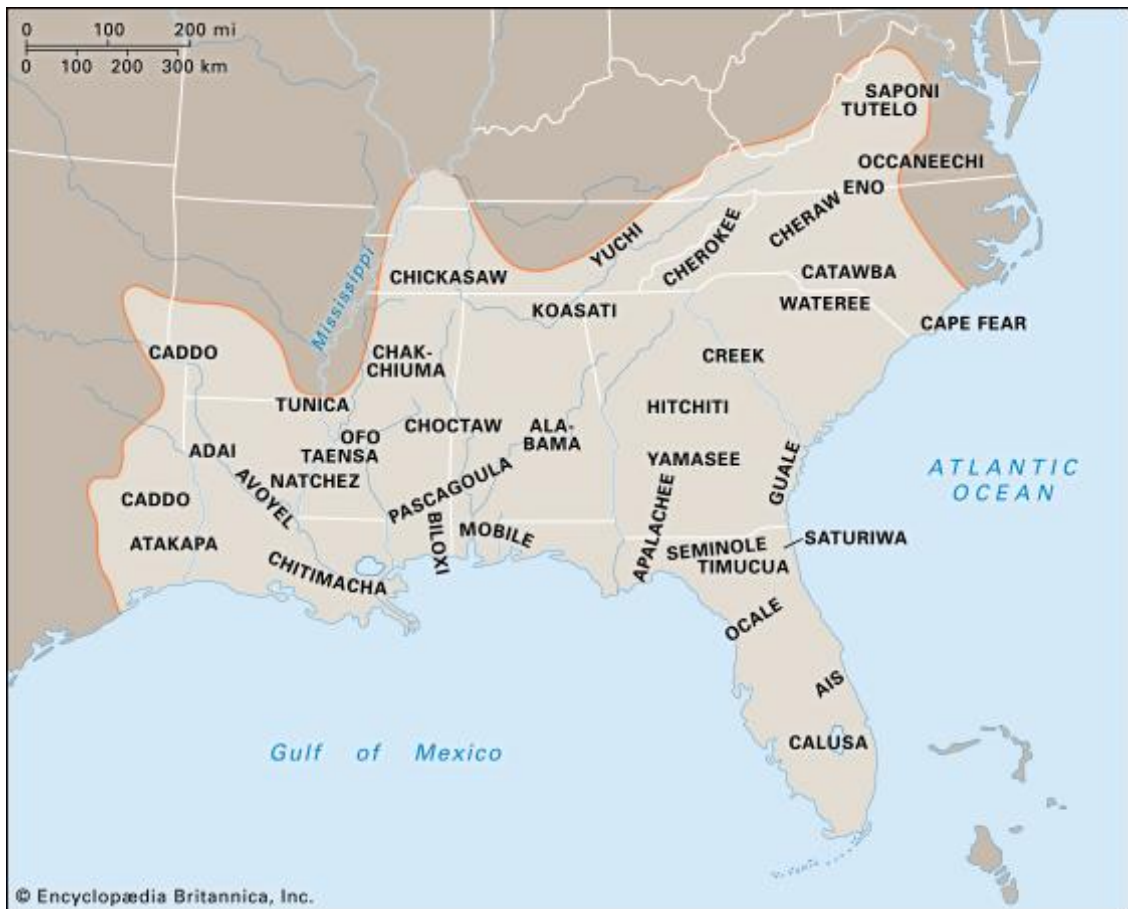 0 100 200 mi
0 100 200 300 km
SAPONI
TUTELO
OCCANEECHI
ENO
CHERAW
CHEROKEE
YUCHI
CATAWBA
WATEREE
CAPE FEAR
CHICKASAW
KOASATI
Mississippi
CADDO
CHAK-
CHIUMA
CREEK
TUNICA
HITCHITI
OFO
TAENSA
CHOCTAW
ALA-
BAMA
ADAI
NATCHEZ
AVOYEL
PASCAGOULA
YAMASEE
GUALE
ATLANTIC
OCEAN
CADDO
ATAKAPA
BILOXI
MOBILE
APALACHEE
SEMINOLE
TIMUCUA
SATURIWA
CHITIMACHA
OCALE
AIS
CALUSA
Gulf of Mexico
© Encyclopædia Britannica, Inc.